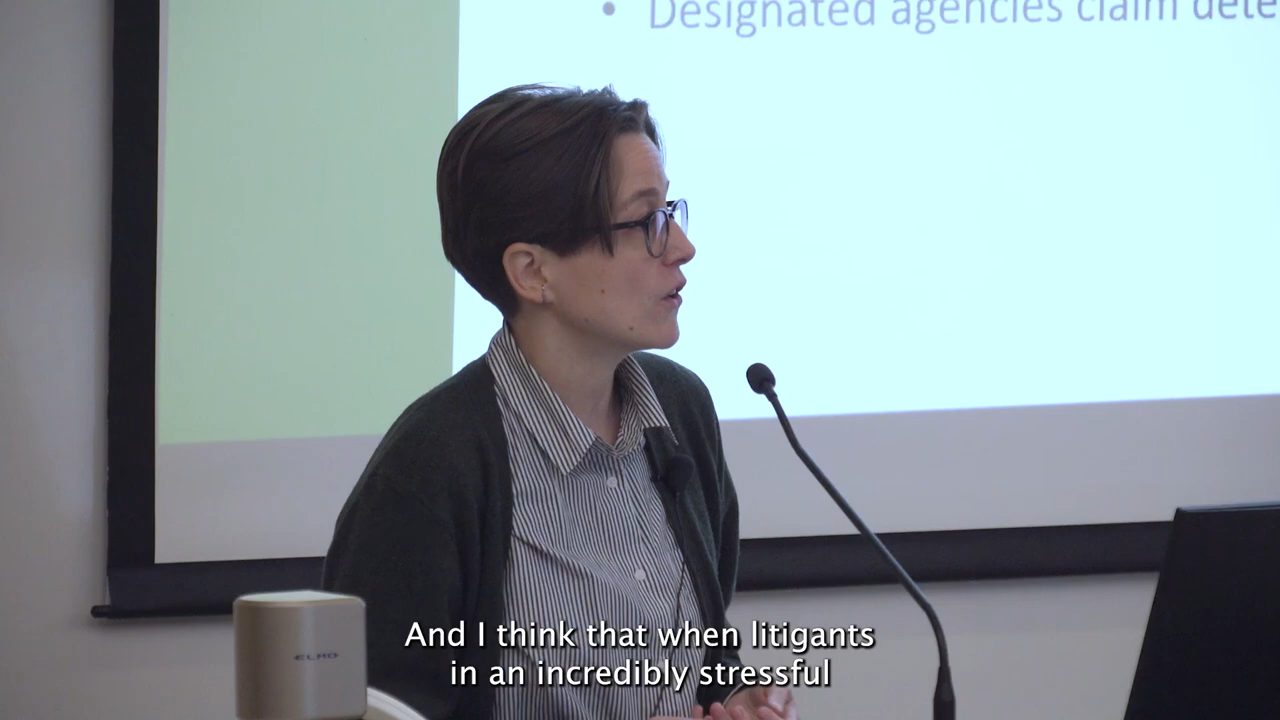 • Designated agencies claim dete
ELMO
And I think that when litigants
in an incredibly stressful